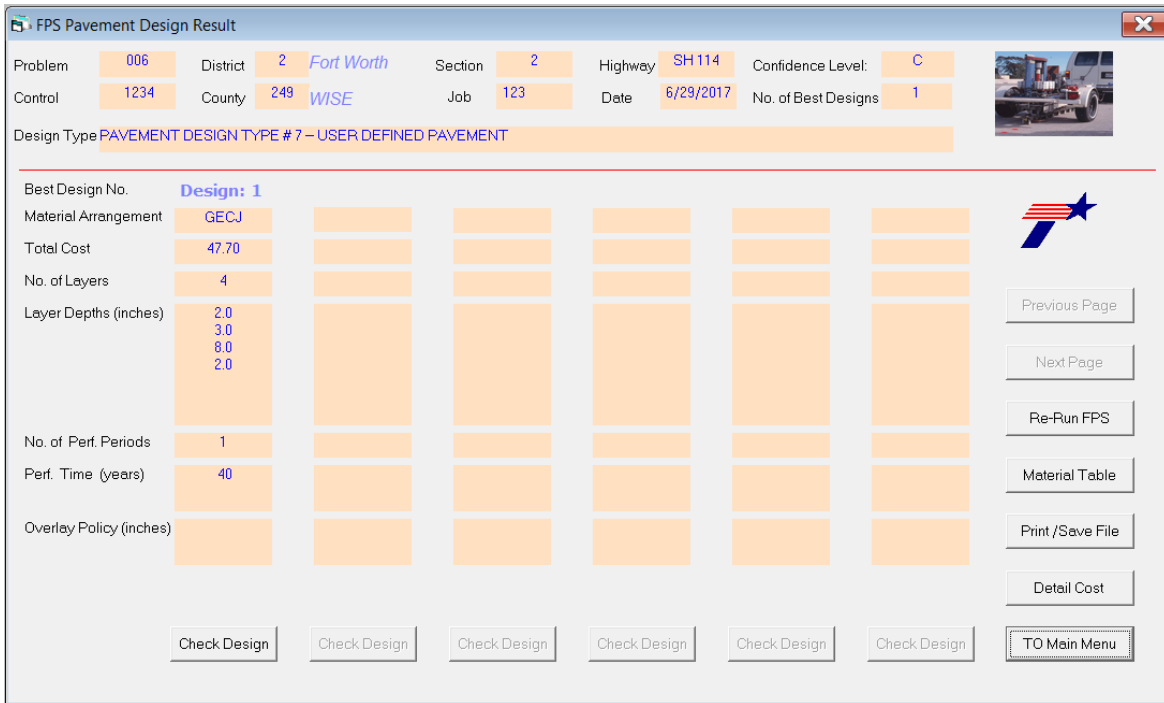 FPS Pavement Design Result
Problem 006 District 2 Fort Worth Section 2 Highway SH 114 Confidence Level: C
Control 1234 County 249 WISE Job 123 Date 6/29/2017 No. of Best Designs 1
Design Type PAVEMENT DESIGN TYPE # 7 – USER DEFINED PAVEMENT
Best Design No. Design: 1
Material Arrangement GECJ
Total Cost 47.70
No. of Layers 4
Layer Depths (inches) 2.0
3.0
8.0
2.0
No. of Perf. Periods 1
Perf. Time (years) 40
Overlay Policy (inches)
Check Design Check Design Check Design Check Design Check Design Check Design
Previous Page
Next Page
Re-Run FPS
Material Table
Print /Save File
Detail Cost
TO Main Menu